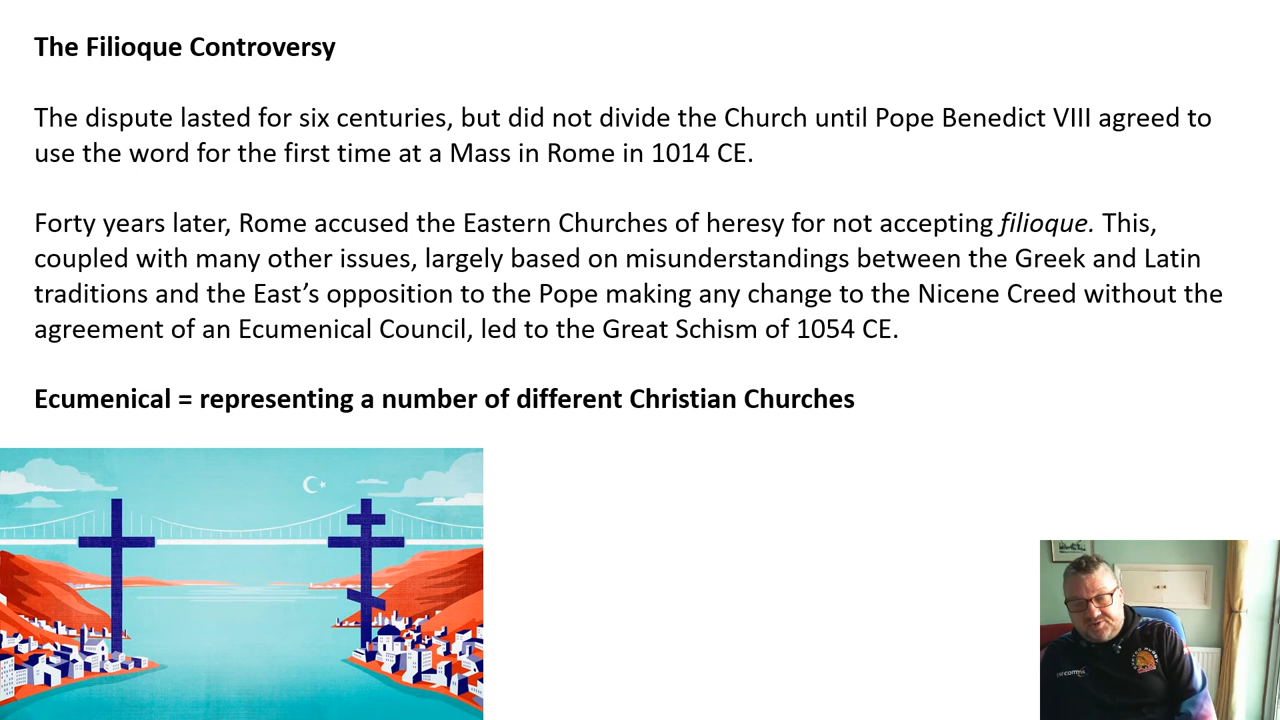 The Filioque Controversy
The dispute lasted for six centuries, but did not divide the Church until Pope Benedict VIII agreed to
use the word for the first time at a Mass in Rome in 1014 CE.
Forty years later, Rome accused the Eastern Churches of heresy for not accepting filioque. This,
coupled with many other issues, largely based on misunderstandings between the Greek and Latin
traditions and the East’s opposition to the Pope making any change to the Nicene Creed without the
agreement of an Ecumenical Council, led to the Great Schism of 1054 CE.
Ecumenical = representing a number of different Christian Churches